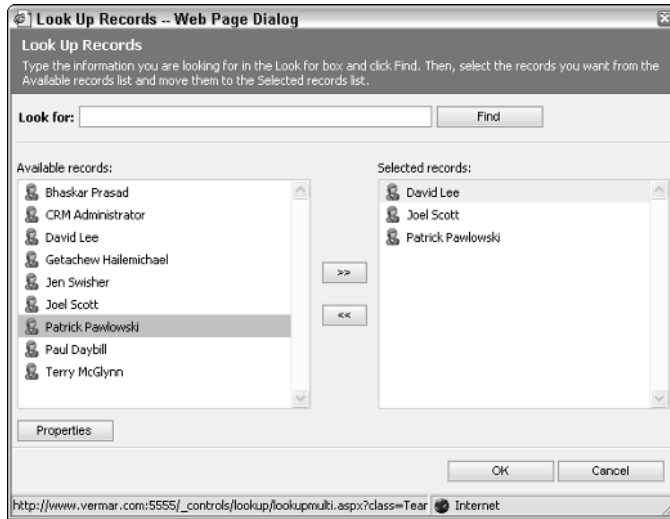 Look Up Records -- Web Page Dialog
Look Up Records
Type the information you are looking for in the Look for box and click Find. Then, select the records you want from the
Available records list and move them to the Selected records list.
Look for:
Find
Available records:
Bhaskar Prasad
CRM Administrator
David Lee
Getachew Hailemichael
Jen Swisher
Joel Scott
Patrick Pawlowski
Paul Daybill
Terry McGlynn
>>
<<
Selected records:
David Lee
Joel Scott
Patrick Pawlowski
Properties
OK
Cancel
http://www.vermar.com:5555/_controls/lookup/lookupmulti.aspx?class=Tear
Internet